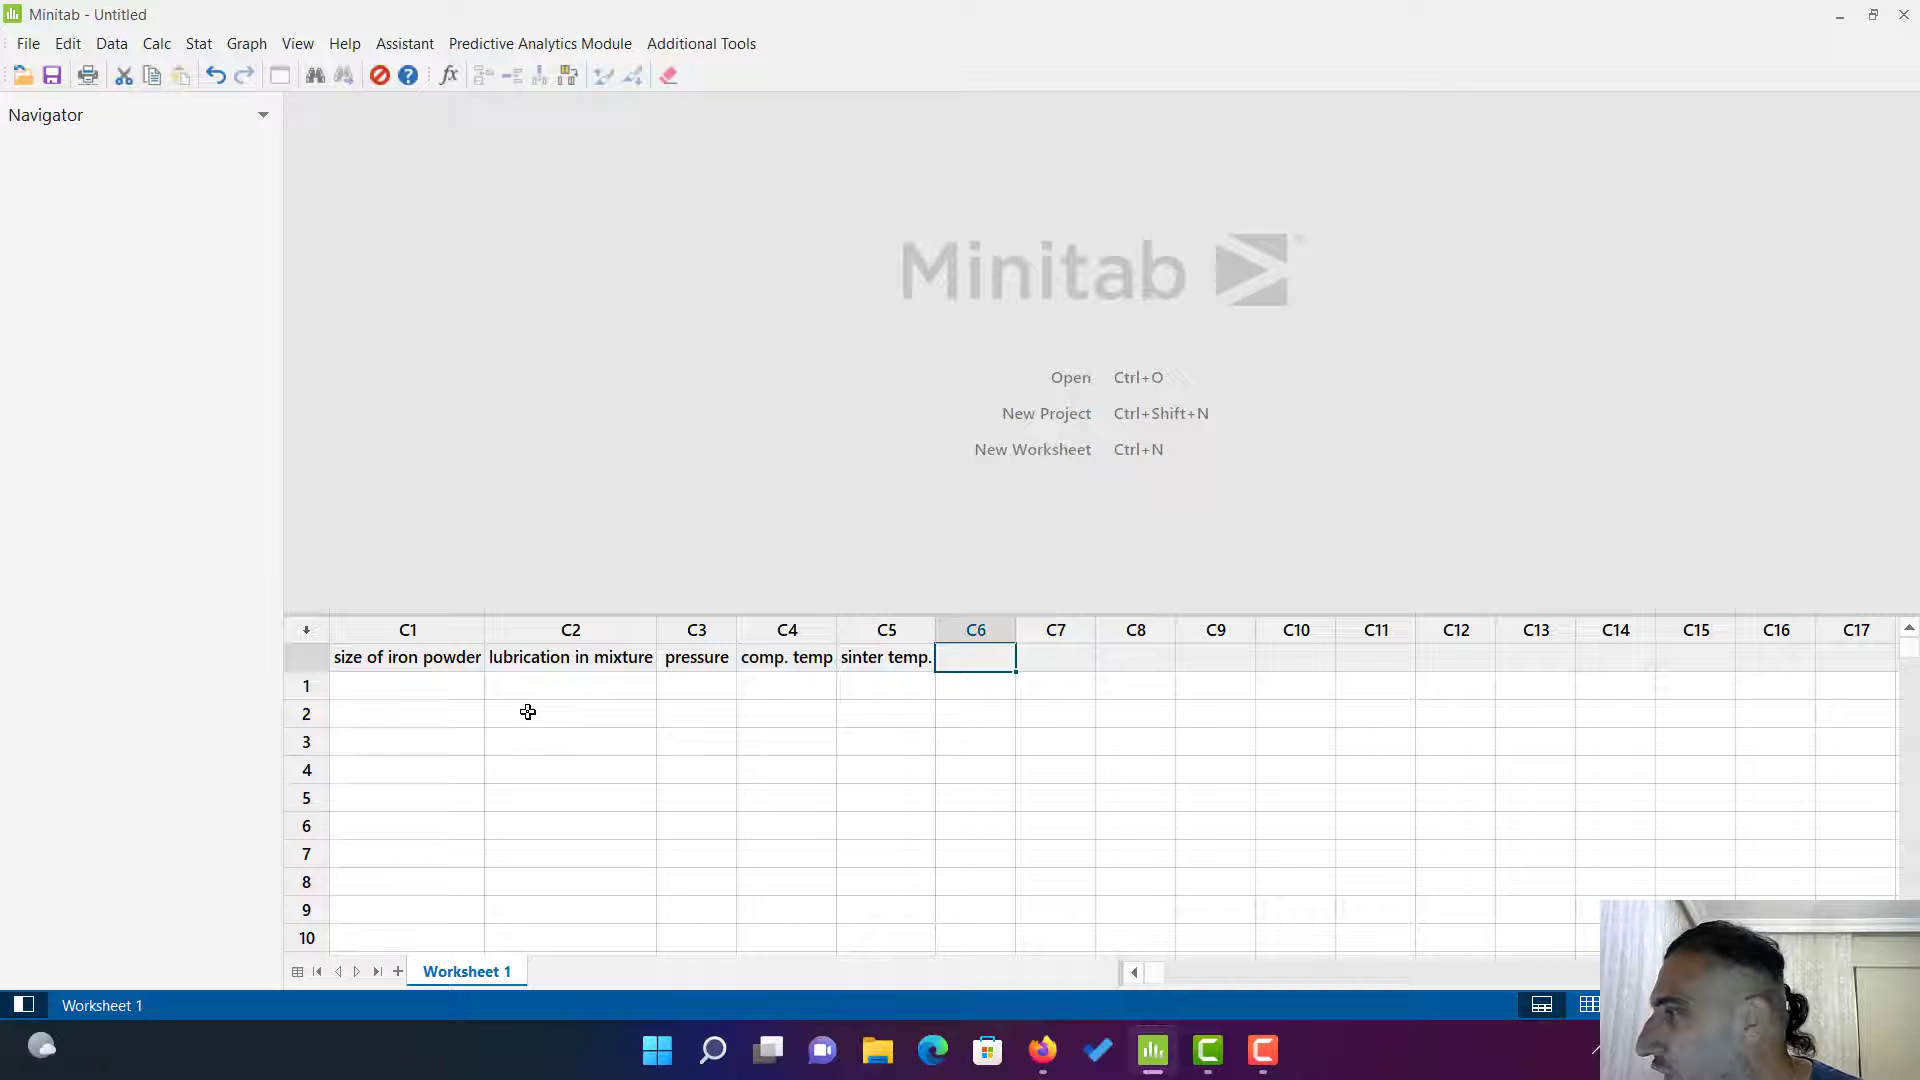 Minitab - Untitled
File Edit Data Calc Stat Graph View Help Assistant Predictive Analytics Module Additional Tools
fx
Navigator
Minitab
Open Ctrl+O
New Project Ctrl+Shift+N
New Worksheet Ctrl+N
C1 C2 C3 C4 C5 C6 C7 C8 C9 C10 C11 C12 C13 C14 C15 C16 C17
size of iron powder lubrication in mixture pressure comp. temp sinter temp.
1
2
3
4
5
6
7
8
9
10
Worksheet 1
Worksheet 1